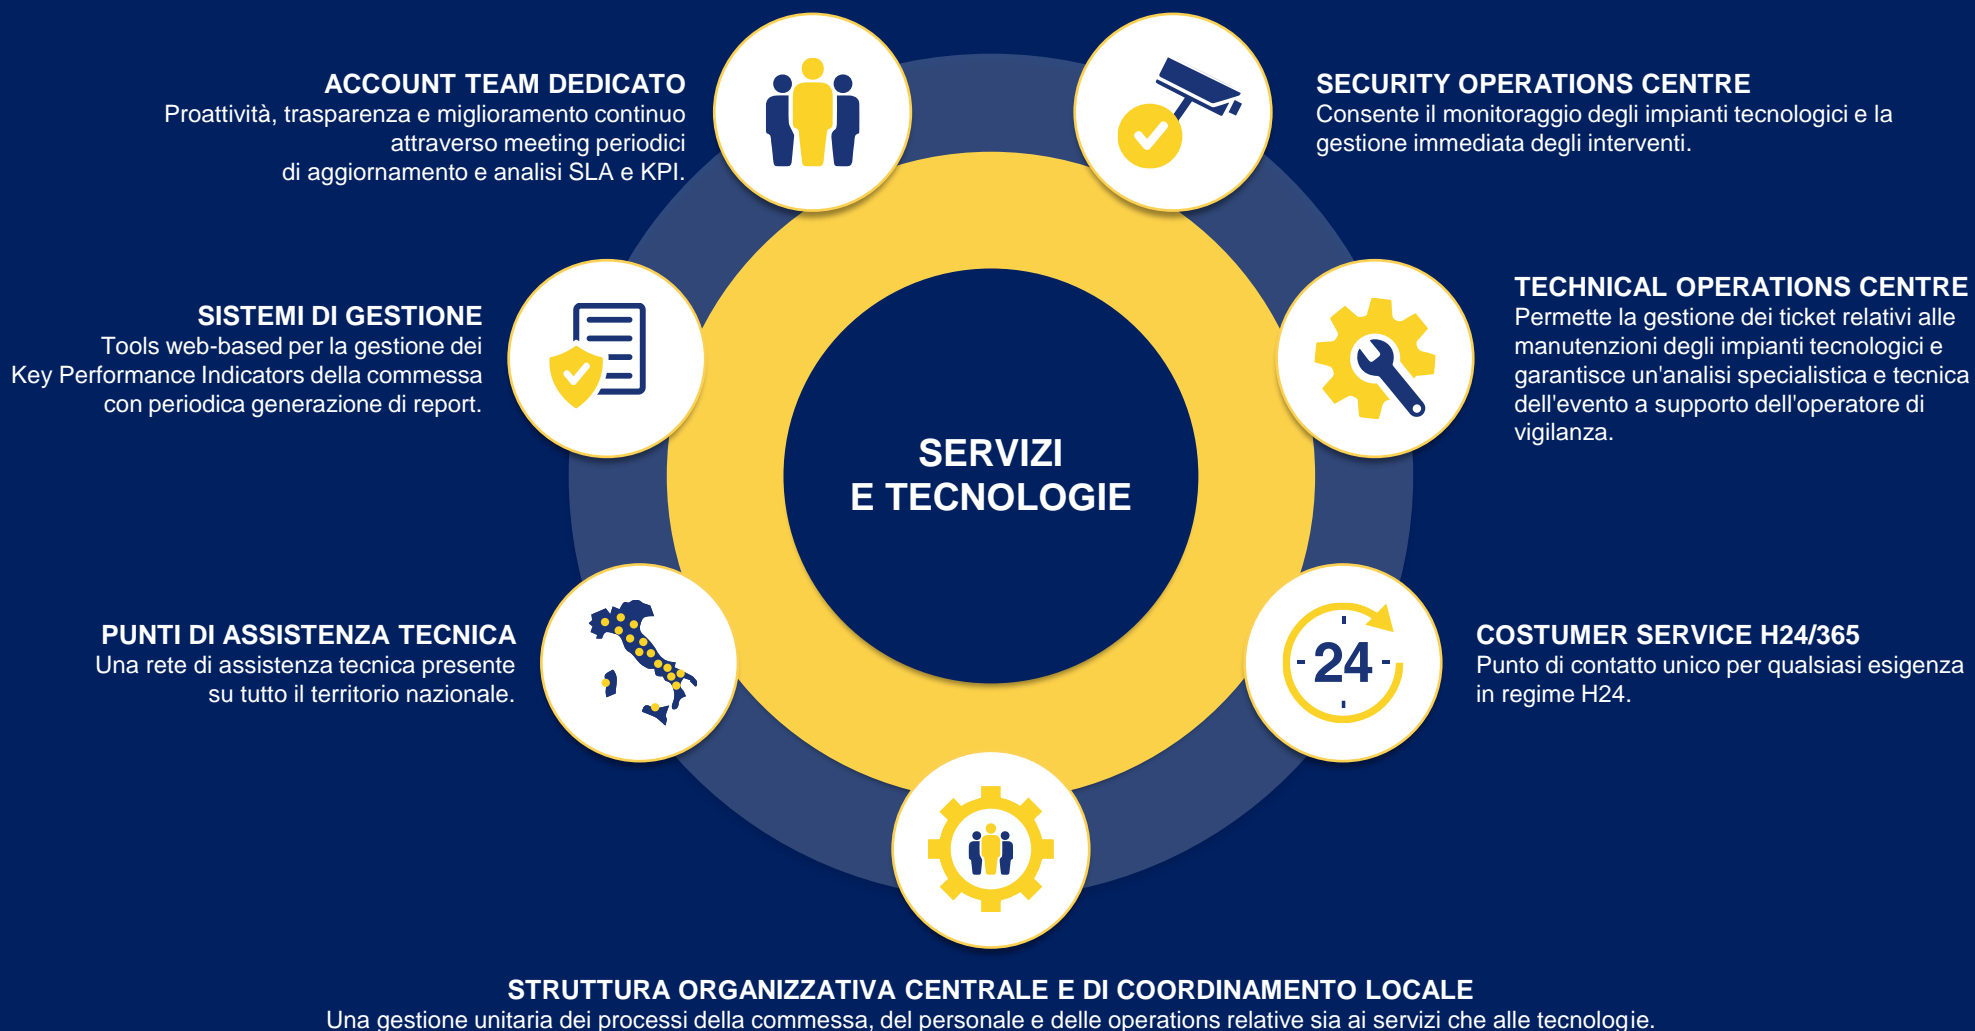 ACCOUNT TEAM DEDICATO
Proattività, trasparenza e miglioramento continuo
attraverso meeting periodici
di aggiornamento e analisi SLA e KPI.
SECURITY OPERATIONS CENTRE
Consente il monitoraggio degli impianti tecnologici e la
gestione immediata degli interventi.
SISTEMI DI GESTIONE
Tools web-based per la gestione dei
Key Performance Indicators della commessa
con periodica generazione di report.
TECHNICAL OPERATIONS CENTRE
Permette la gestione dei ticket relativi alle
manutenzioni degli impianti tecnologici e
garantisce un'analisi specialistica e tecnica
dell'evento a supporto dell'operatore di
vigilanza.
SERVIZI
E TECNOLOGIE
PUNTI DI ASSISTENZA TECNICA
Una rete di assistenza tecnica presente
su tutto il territorio nazionale.
24
COSTUMER SERVICE H24/365
Punto di contatto unico per qualsiasi esigenza
in regime H24.
STRUTTURA ORGANIZZATIVA CENTRALE E DI COORDINAMENTO LOCALE
Una gestione unitaria dei processi della commessa, del personale e delle operations relative sia ai servizi che alle tecnologie.